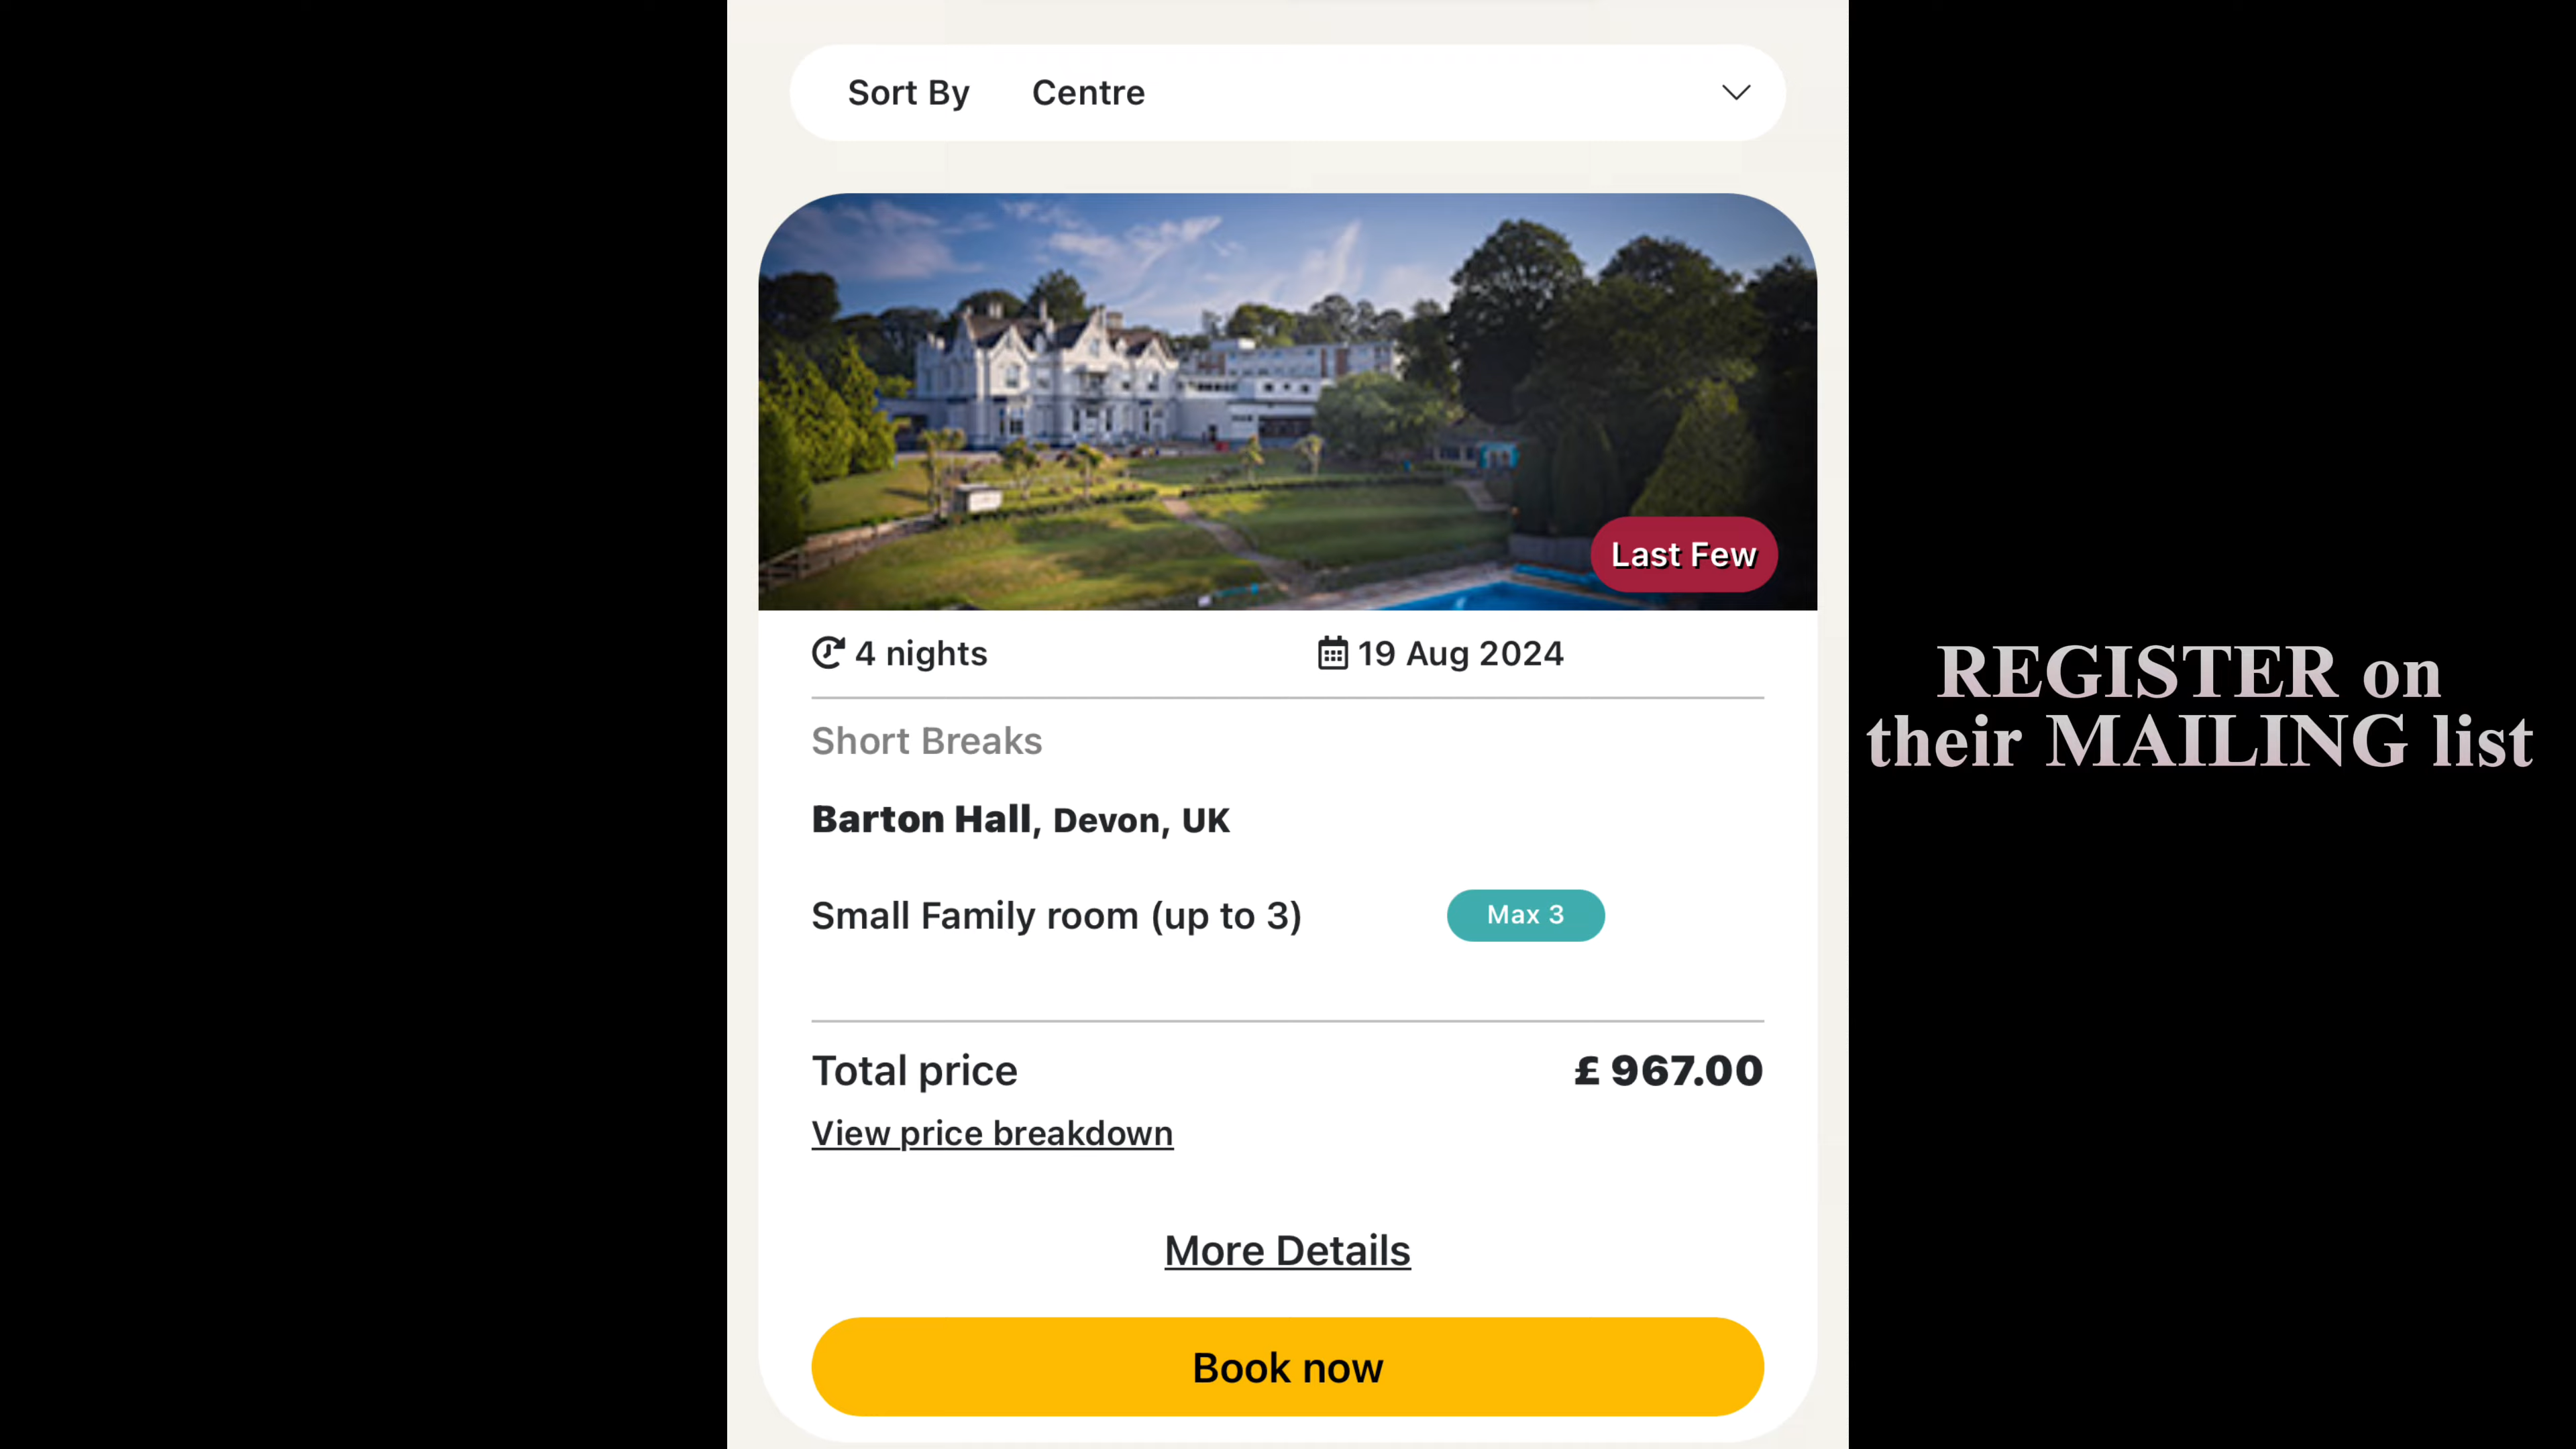 Sort By Centre
Last Few
4 nights 19 Aug 2024
Short Breaks
Barton Hall, Devon, UK
Small Family room (up to 3) Max 3
Total price £ 967.00
View price breakdown
More Details
Book now
REGISTER on
their MAILING list